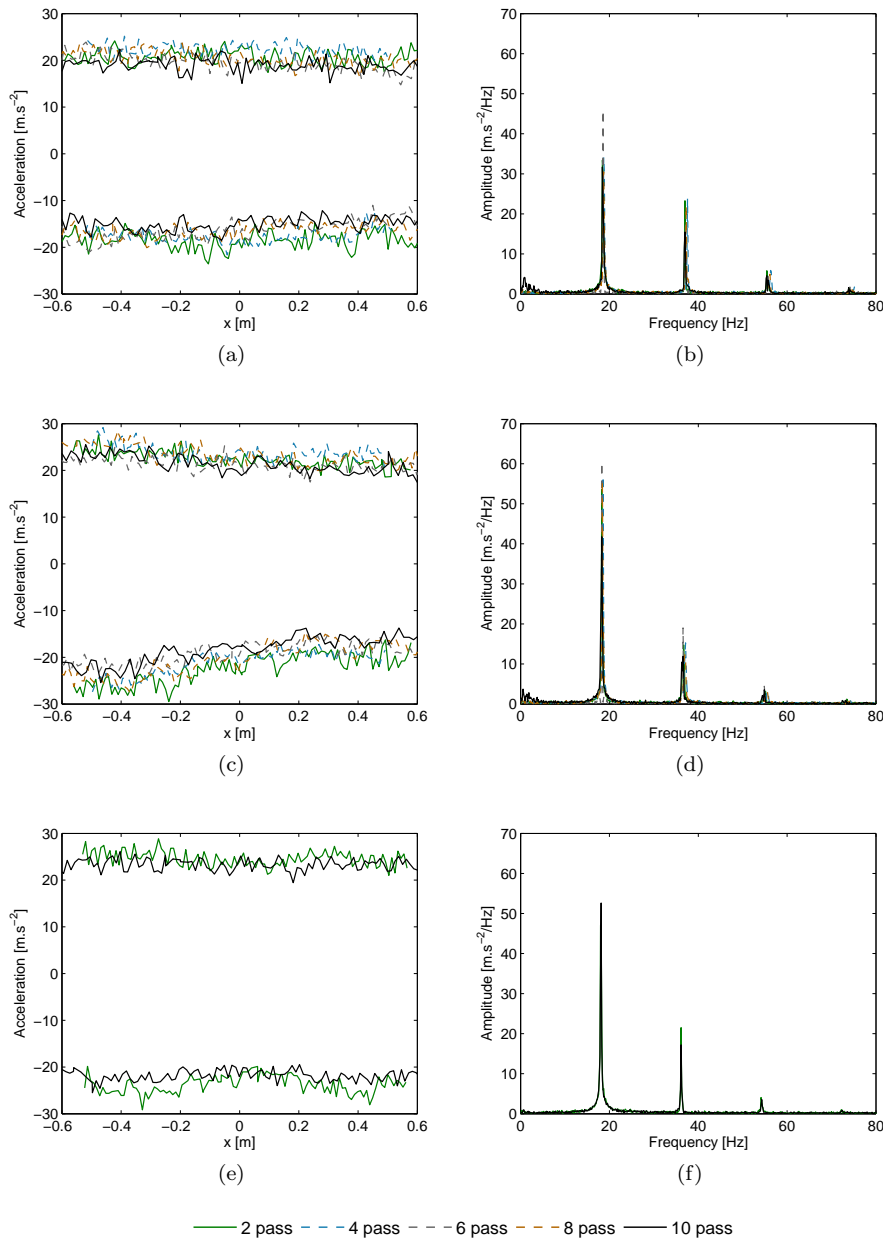 30
20
10
0
−10
−20
−30
−0.6 −0.4 −0.2 0 0.2 0.4 0.6
Acceleration [m.s−2]
x [m]
(a)
70
60
50
40
30
20
10
0
0 20 40 60 80
Amplitude [m.s−2/Hz]
Frequency [Hz]
(b)
30
20
10
0
−10
−20
−30
−0.6 −0.4 −0.2 0 0.2 0.4 0.6
Acceleration [m.s−2]
x [m]
(c)
70
60
50
40
30
20
10
0
0 20 40 60 80
Amplitude [m.s−2/Hz]
Frequency [Hz]
(d)
30
20
10
0
−10
−20
−30
−0.6 −0.4 −0.2 0 0.2 0.4 0.6
Acceleration [m.s−2]
x [m]
(e)
70
60
50
40
30
20
10
0
0 20 40 60 80
Amplitude [m.s−2/Hz]
Frequency [Hz]
(f)
2 pass 4 pass 6 pass 8 pass 10 pass